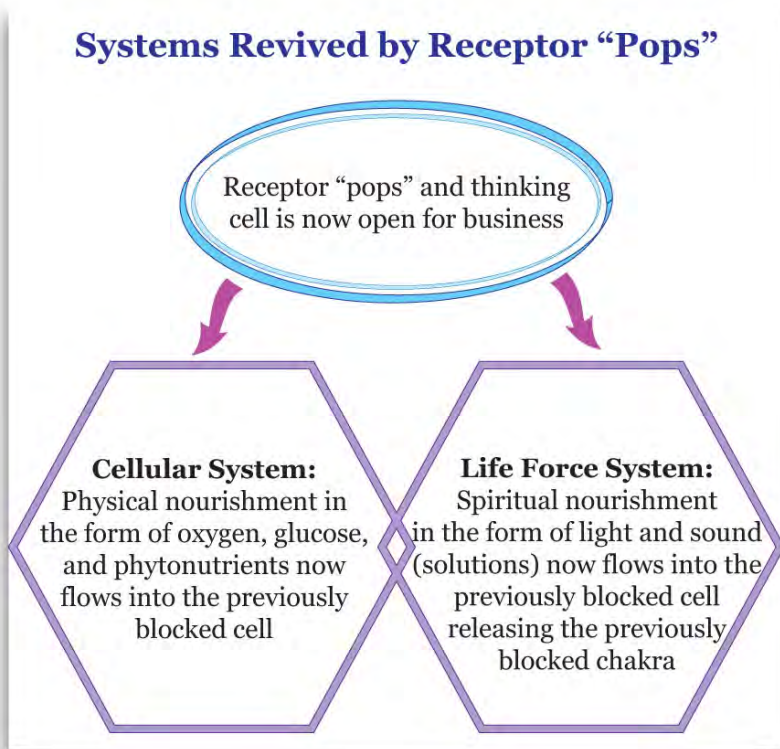 Systems Revived by Receptor “Pops”
Receptor “pops” and thinking
cell is now open for business
Cellular System:
Physical nourishment in
the form of oxygen, glucose,
and phytonutrients now
flows into the previously
blocked cell
Life Force System:
Spiritual nourishment
in the form of light and sound
(solutions) now flows into the
previously blocked cell
releasing the previously
blocked chakra